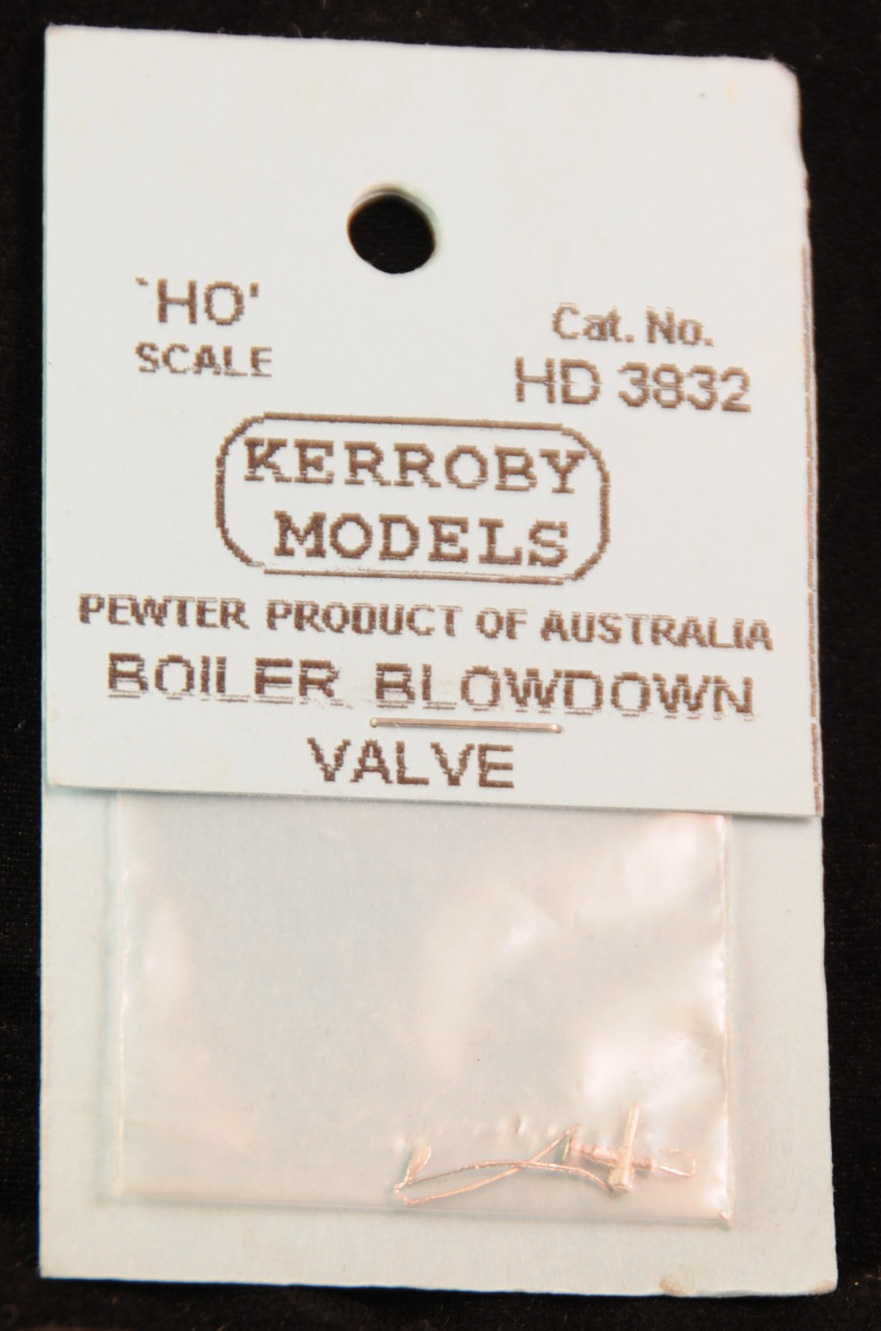 `HO'
SCALE
Cat. No.
HD 3832
KERROBY
MODELS
PEWTER PRODUCT OF AUSTRALIA
BOILER BLOWDOWN
VALVE